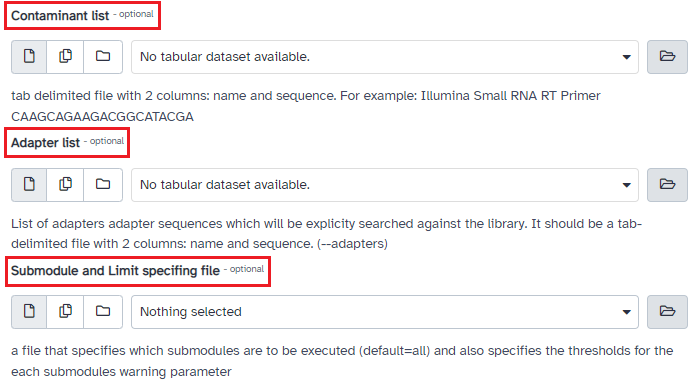 Contaminant list - optional
No tabular dataset available.
tab delimited file with 2 columns: name and sequence. For example: Illumina Small RNA RT Primer
CAAGCAGAAGACGGCATACGA
Adapter list - optional
No tabular dataset available.
List of adapters adapter sequences which will be explicity searched against the library. It should be a tab-
delimited file with 2 columns: name and sequence. (--adapters)
Submodule and Limit specifing file - optional
Nothing selected
a file that specifies which submodules are to be executed (default=all) and also specifies the thresholds for the
each submodules warning parameter